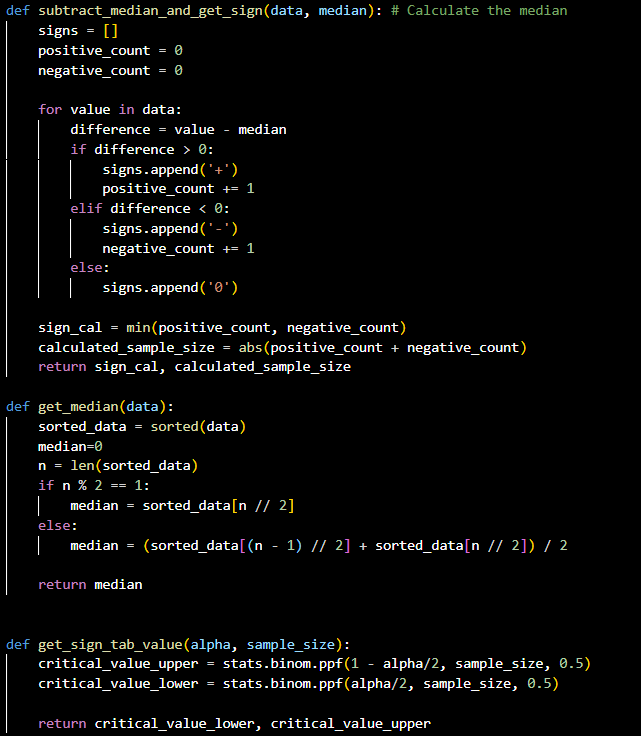 def subtract_median_and_get_sign(data, median): # Calculate the median
    signs = []
    positive_count = 0
    negative_count = 0

    for value in data:
        difference = value - median
        if difference > 0:
            signs.append('+')
            positive_count += 1
        elif difference < 0:
            signs.append('-')
            negative_count += 1
        else:
            signs.append('0')

    sign_cal = min(positive_count, negative_count)
    calculated_sample_size = abs(positive_count + negative_count)
    return sign_cal, calculated_sample_size

def get_median(data):
    sorted_data = sorted(data)
    median=0
    n = len(sorted_data)
    if n % 2 == 1:
        median = sorted_data[n // 2]
    else:
        median = (sorted_data[(n - 1) // 2] + sorted_data[n // 2]) / 2

    return median


def get_sign_tab_value(alpha, sample_size):
    critical_value_upper = stats.binom.ppf(1 - alpha/2, sample_size, 0.5)
    critical_value_lower = stats.binom.ppf(alpha/2, sample_size, 0.5)

    return critical_value_lower, critical_value_upper